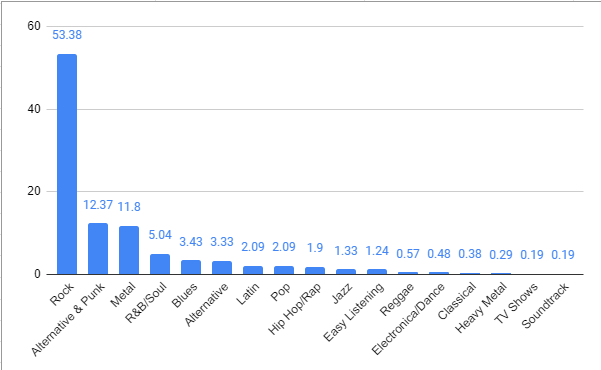 60
40
20
0
53.38
12.37
11.8
5.04
3.43
3.33
2.09
2.09
1.9
1.33
1.24
0.57
0.48
0.38
0.29
0.19
0.19
Rock
Alternative & Punk
Metal
R&B/Soul
Blues
Alternative
Latin
Pop
Hip Hop/Rap
Jazz
Easy Listening
Reggae
Electronica/Dance
Classical
Heavy Metal
TV Shows
Soundtrack